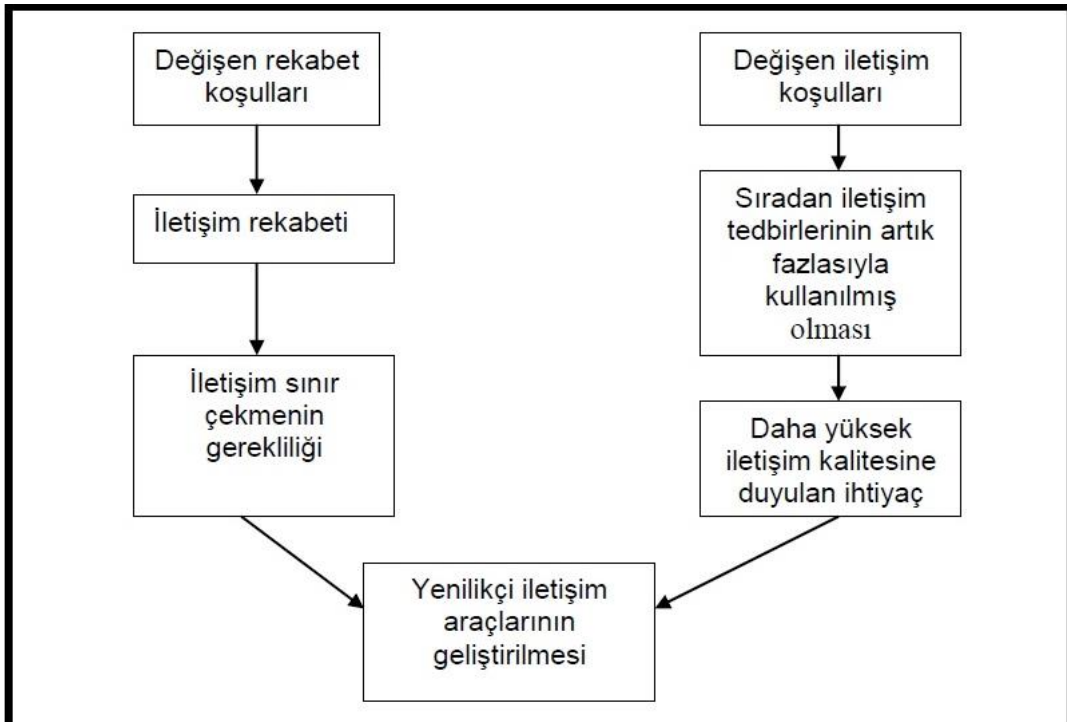 Değişen rekabet
koşulları
İletişim rekabeti
İletişim sınır
çekmenin
gerekliliği
Değişen iletişim
koşulları
Sıradan iletişim
tedbirlerinin artık
fazlasıyla
kullanılmış
olması
Daha yüksek
iletişim kalitesine
duyulan ihtiyaç
Yenilikçi iletişim
araçlarının
geliştirilmesi